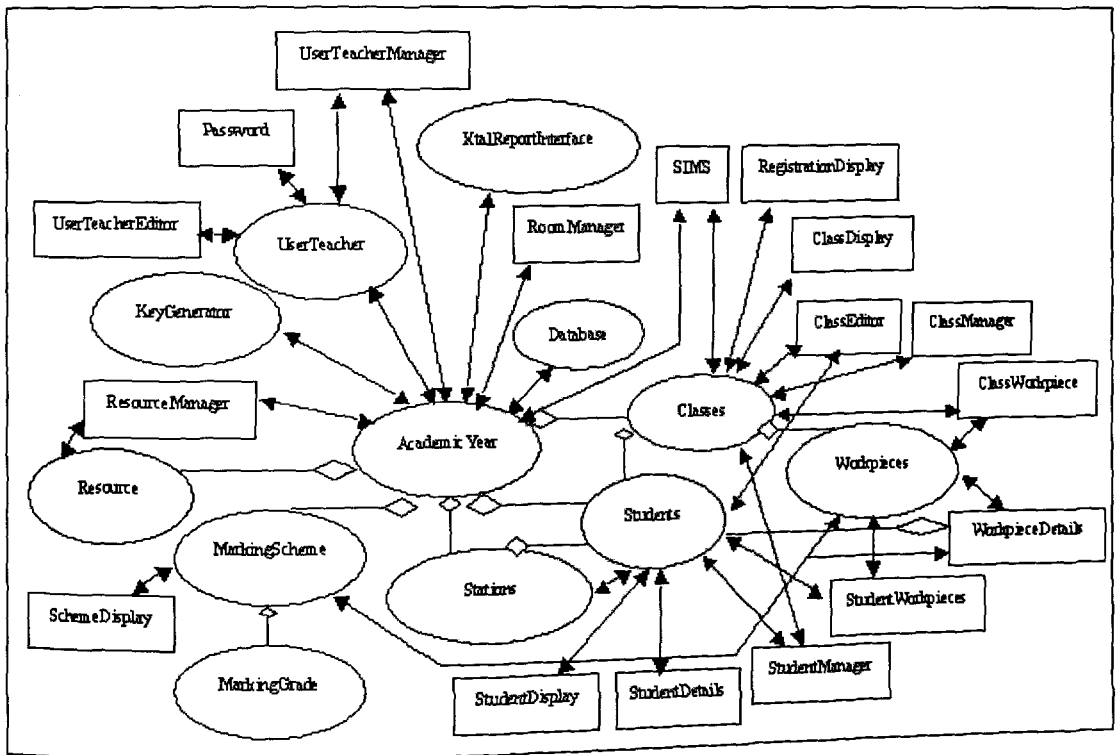 UserTeacherManager
Password
XtalReportInterface
SIMS
RegistrationDisplay
UserTeacherEditor
UserTeacher
RoomManager
ClassDisplay
KeyGenerator
Database
ClassEditor
ClassManager
ResourceManager
Academic Year
Classes
ClassWorkpiece
Resource
Workpieces
Students
MarkingScheme
WorkpieceDetails
Stations
SchemeDisplay
StudentWorkpieces
MarkingGrade
StudentDisplay
StudentDetails
StudentManager